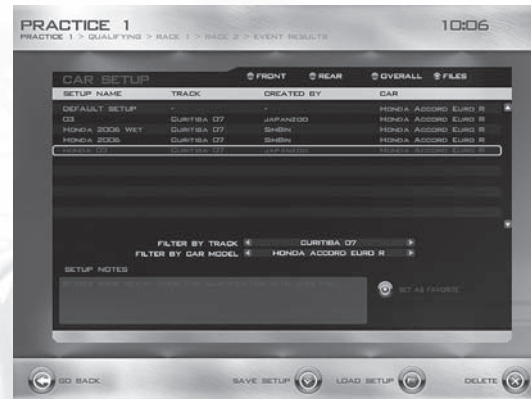 PRACTICE 1
10:06
PRACTICE 1 > QUALIFYING > RACE 1 > RACE 2 > EVENT RESULTS
CAR SETUP
FRONT REAR OVERALL FILES
SETUP NAME TRACK CREATED BY CAR
DEFAULT SETUP - - HONDA ACCORD EURO R
03 CURITIBA 07 JAPANZOO HONDA ACCORD EURO R
HONDA 2006 WET CURITIBA 07 SIMBIN HONDA ACCORD EURO R
HONDA 2006 CURITIBA 07 SIMBIN HONDA ACCORD EURO R
HONDA 03 CURITIBA 07 JAPANZOO HONDA ACCORD EURO R
FILTER BY TRACK CURITIBA 07
FILTER BY CAR MODEL HONDA ACCORD EURO R
SETUP NOTES
SET AS FAVORITE
GO BACK SAVE SETUP LOAD SETUP DELETE